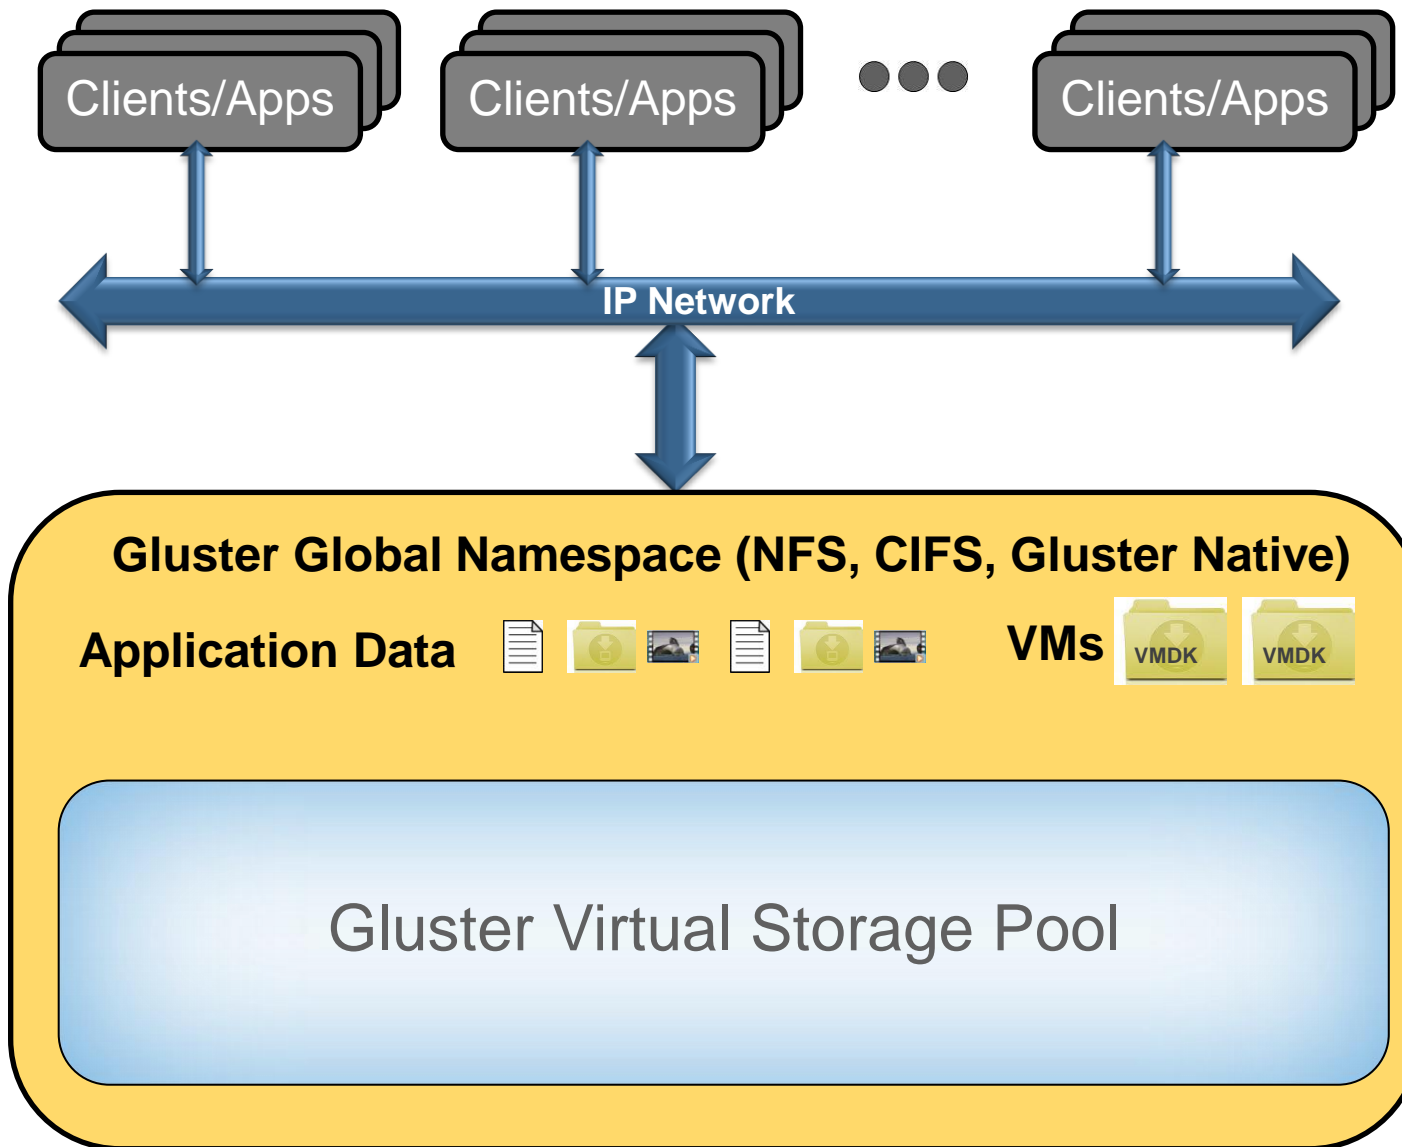 Clients/Apps
Clients/Apps
Clients/Apps
IP Network
Gluster Global Namespace (NFS, CIFS, Gluster Native)
Application Data
VMs
VMDK
VMDK
Gluster Virtual Storage Pool